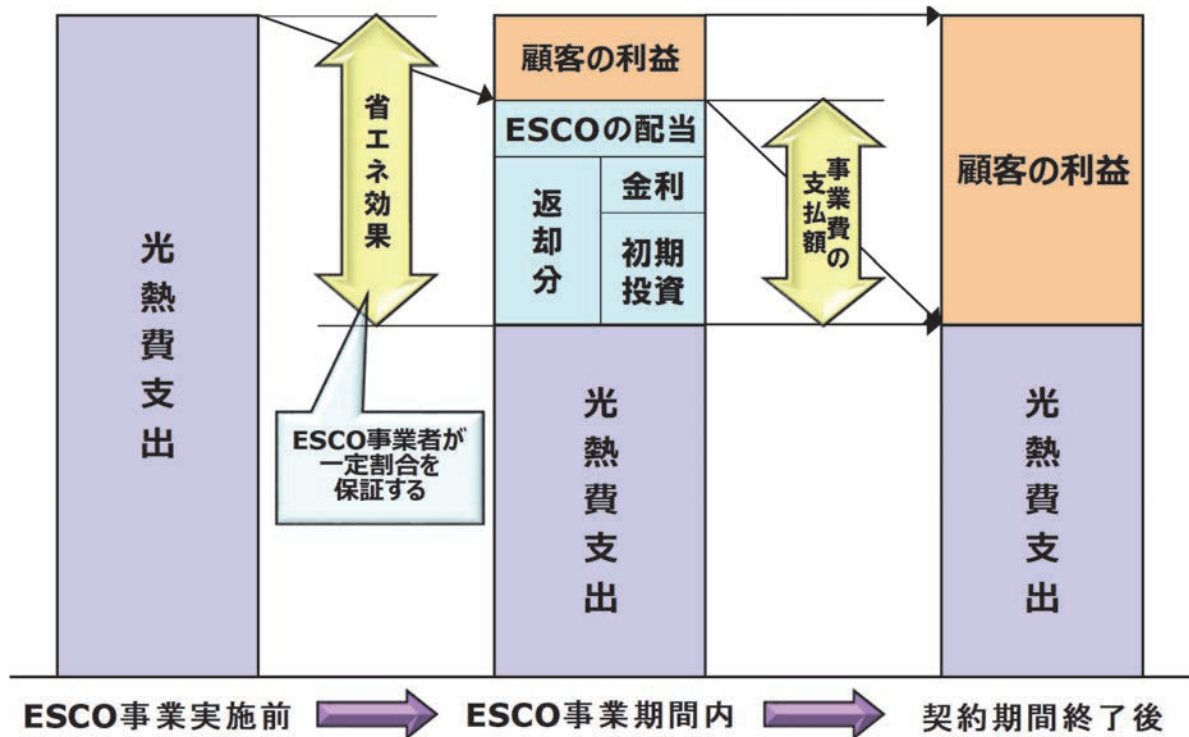 光熱費支出
省エネ効果
ESCO事業者が
一定割合を
保証する
顧客の利益
ESCOの配当
返却分
金利
初期
投資
光熱費支出
事業費の
支払額
顧客の利益
光熱費支出
ESCO事業実施前
ESCO事業期間内
契約期間終了後